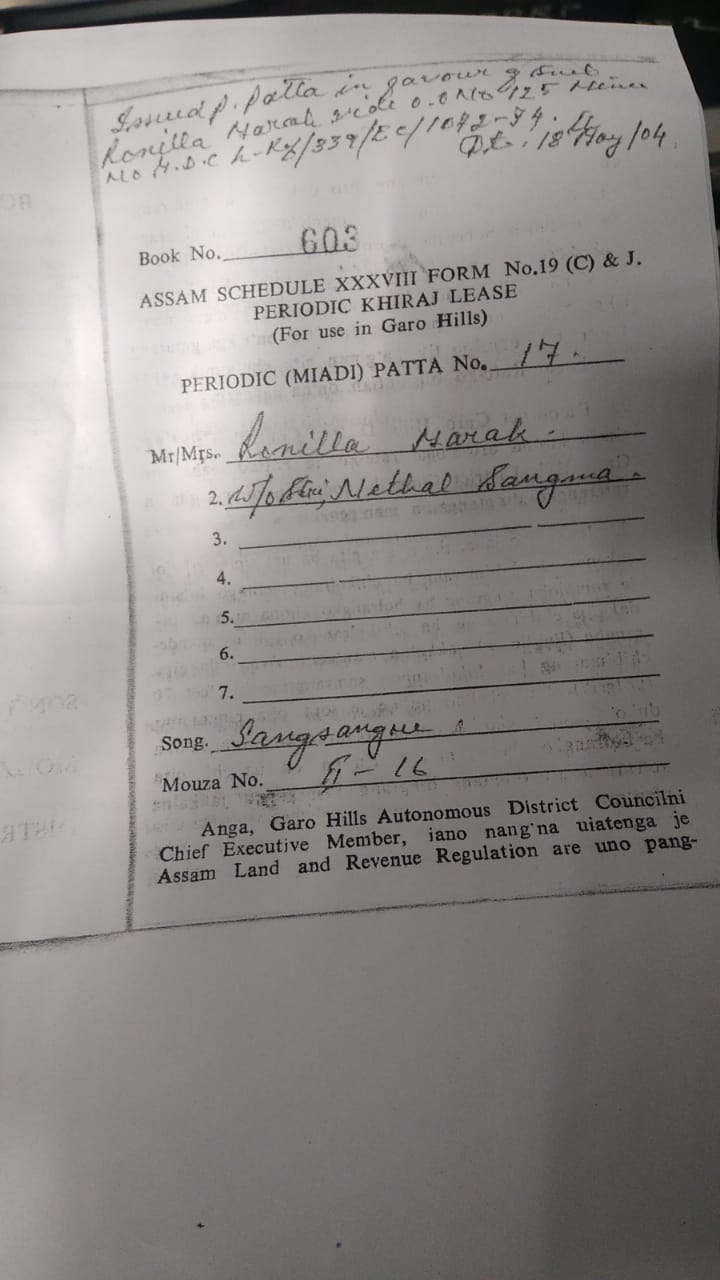 Issued p. patta in favour of Smti
Ronilla Marak vide O.O No 125 Memo
No G.D.C L-Rx/339/EC/1072-74.
Dt. 18 May/04.
Book No. 603
ASSAM SCHEDULE XXXVIII FORM No.19 (C) & J.
PERIODIC KHIRAJ LEASE
(For use in Garo Hills)
PERIODIC (MIADI) PATTA No. 17.
Mr/Mrs. Ronilla Marak.
2. W/o Shri, Nethal Sangma.
3.
4.
5.
6.
7.
Song. Sangsangre
Mouza No. II-16
Anga, Garo Hills Autonomous District Councilni
Chief Executive Member, iano nang'na uiatenga je
Assam Land and Revenue Regulation are uno pang-